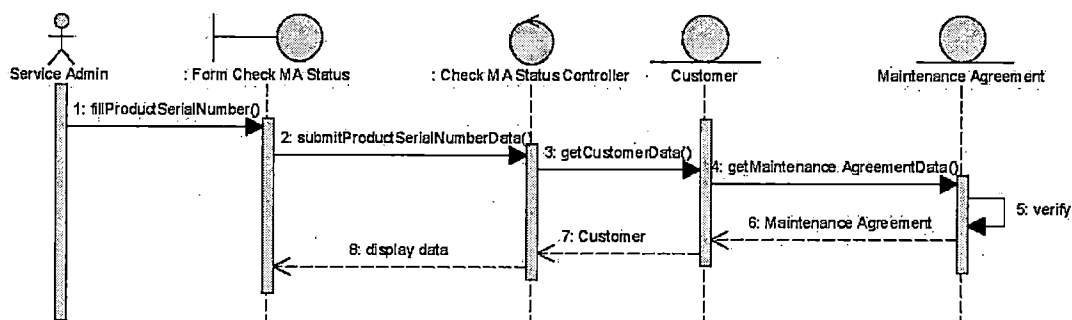 Service Admin
: Form Check MA Status
: Check MA Status Controller
Customer
Maintenance Agreement
1: fillProductSerialNumber()
2: submitProductSerialNumberData()
3: getCustomerData()
4: getMaintenance AgreementData()
5: verify
6: Maintenance Agreement
7: Customer
8: display data